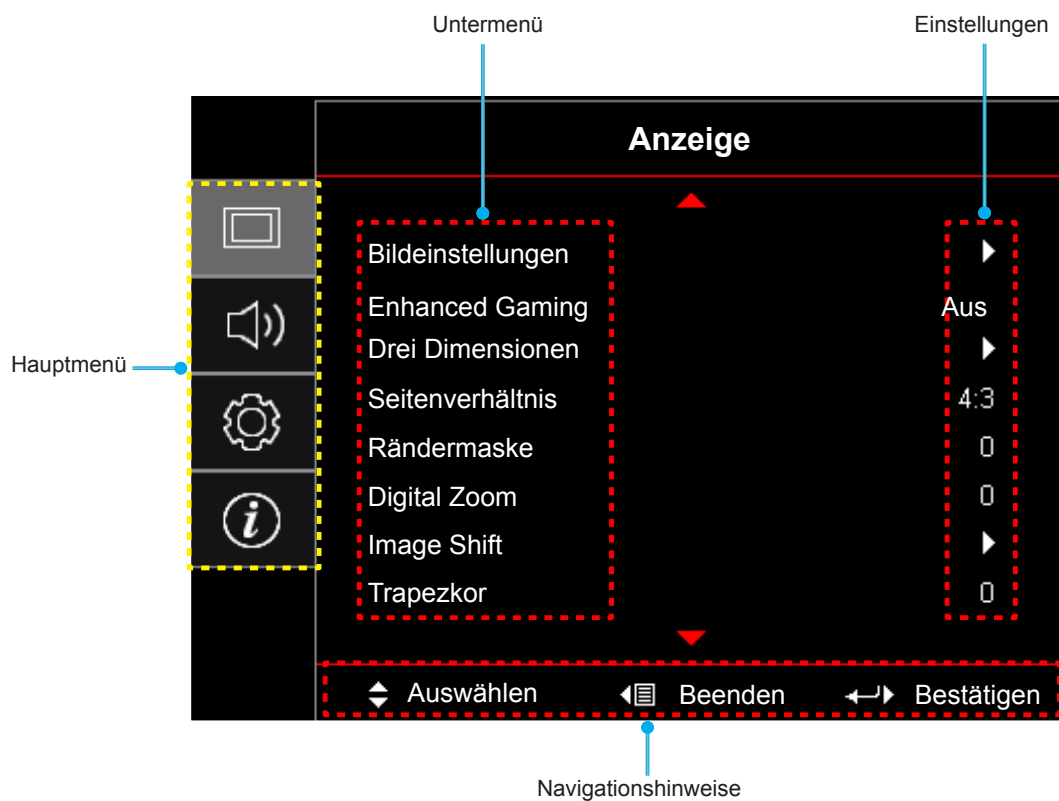 Untermenü Einstellungen
Anzeige
Bildeinstellungen
Enhanced Gaming Aus
Drei Dimensionen
Hauptmenü
Seitenverhältnis 4:3
Rändermaske 0
Digital Zoom 0
Image Shift
Trapezkor 0
Auswählen Beenden Bestätigen
Navigationshinweise